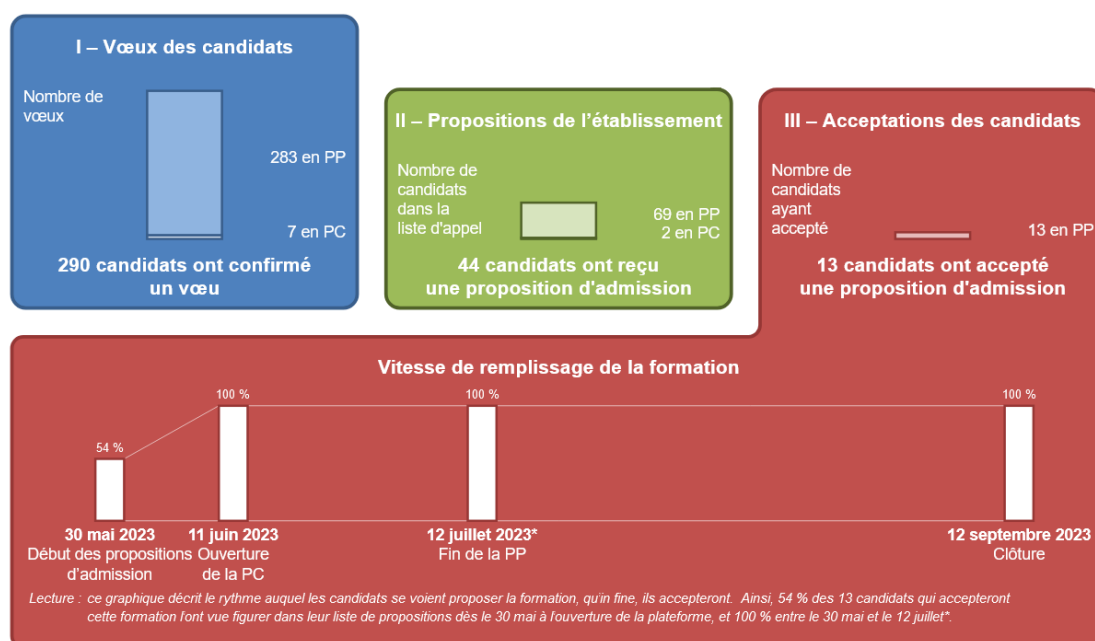 I – Vœux des candidats
Nombre de
vœux
283 en PP
7 en PC
290 candidats ont confirmé
un vœu
II – Propositions de l'établissement
Nombre de
candidats
dans la
liste d'appel
69 en PP
2 en PC
44 candidats ont reçu
une proposition d'admission
III – Acceptations des candidats
Nombre de
candidats
ayant
accepté
13 en PP
13 candidats ont accepté
une proposition d'admission
Vitesse de remplissage de la formation
54 %
100 %
100 %
100 %
30 mai 2023
Début des propositions
d'admission
11 juin 2023
Ouverture
de la PC
12 juillet 2023*
Fin de la PP
12 septembre 2023
Clôture
Lecture : ce graphique décrit le rythme auquel les candidats se voient proposer la formation, qu'in fine, ils accepteront. Ainsi, 54 % des 13 candidats qui accepteront
cette formation l'ont vue figurer dans leur liste de propositions dès le 30 mai à l'ouverture de la plateforme, et 100 % entre le 30 mai et le 12 juillet*.